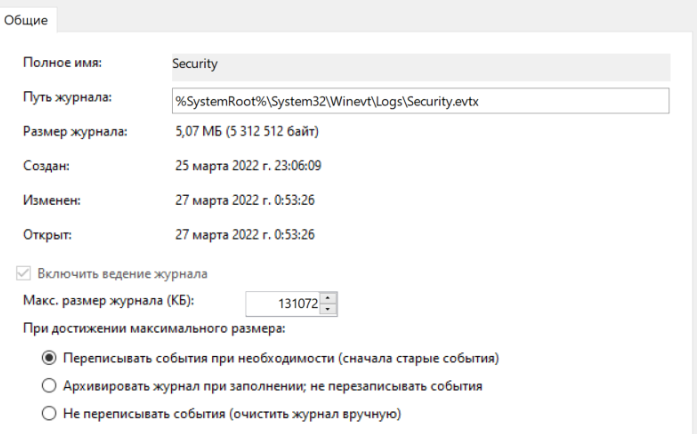 Общие
Полное имя: Security
Путь журнала: %SystemRoot%\System32\Winevt\Logs\Security.evtx
Размер журнала: 5,07 МБ (5 312 512 байт)
Создан: 25 марта 2022 г. 23:06:09
Изменен: 27 марта 2022 г. 0:53:26
Открыт: 27 марта 2022 г. 0:53:26
Включить ведение журнала
Макс. размер журнала (КБ): 131072
При достижении максимального размера:
Переписывать события при необходимости (сначала старые события)
Архивировать журнал при заполнении; не перезаписывать события
Не переписывать события (очистить журнал вручную)